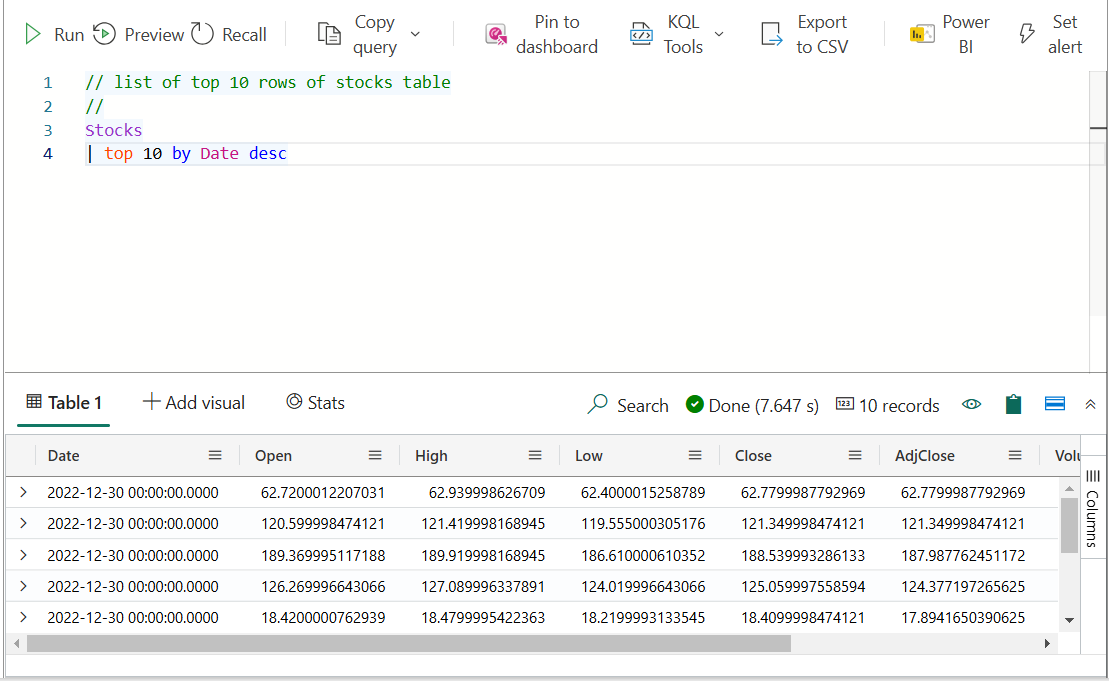 Run Preview Recall Copy query Pin to dashboard KQL Tools Export to CSV Power BI Set alert
1 // list of top 10 rows of stocks table
2 //
3 Stocks
4 | top 10 by Date desc
Table 1 Add visual Stats Search Done (7.647 s) 123 10 records
Date Open High Low Close AdjClose Volu
2022-12-30 00:00:00.0000 62.7200012207031 62.939998626709 62.4000015258789 62.7799987792969 62.7799987792969
2022-12-30 00:00:00.0000 120.599998474121 121.419998168945 119.555000305176 121.349998474121 121.349998474121
2022-12-30 00:00:00.0000 189.369995117188 189.919998168945 186.610000610352 188.539993286133 187.987762451172
2022-12-30 00:00:00.0000 126.269996643066 127.089996337891 124.019996643066 125.059997558594 124.377197265625
2022-12-30 00:00:00.0000 18.4200000762939 18.4799995422363 18.2199993133545 18.4099998474121 17.8941650390625
Columns